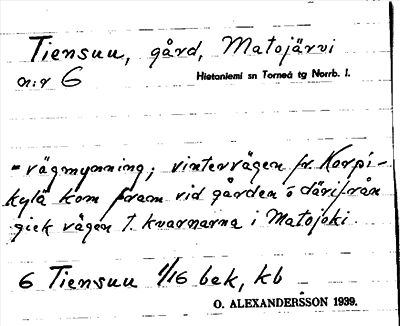 Tiensuu, gård, Matojärvi
n:r 6 Hietaniemi sn Torneå tg Norrb. l.
= vägmynning; vintervägen fr. Korpi-
kylä kom fram vid gården o därifrån
gick vägen t. kvarnarna i Matojoki.
6 Tiensuu 1/16 bek, kb
O. ALEXANDERSSON 1939.